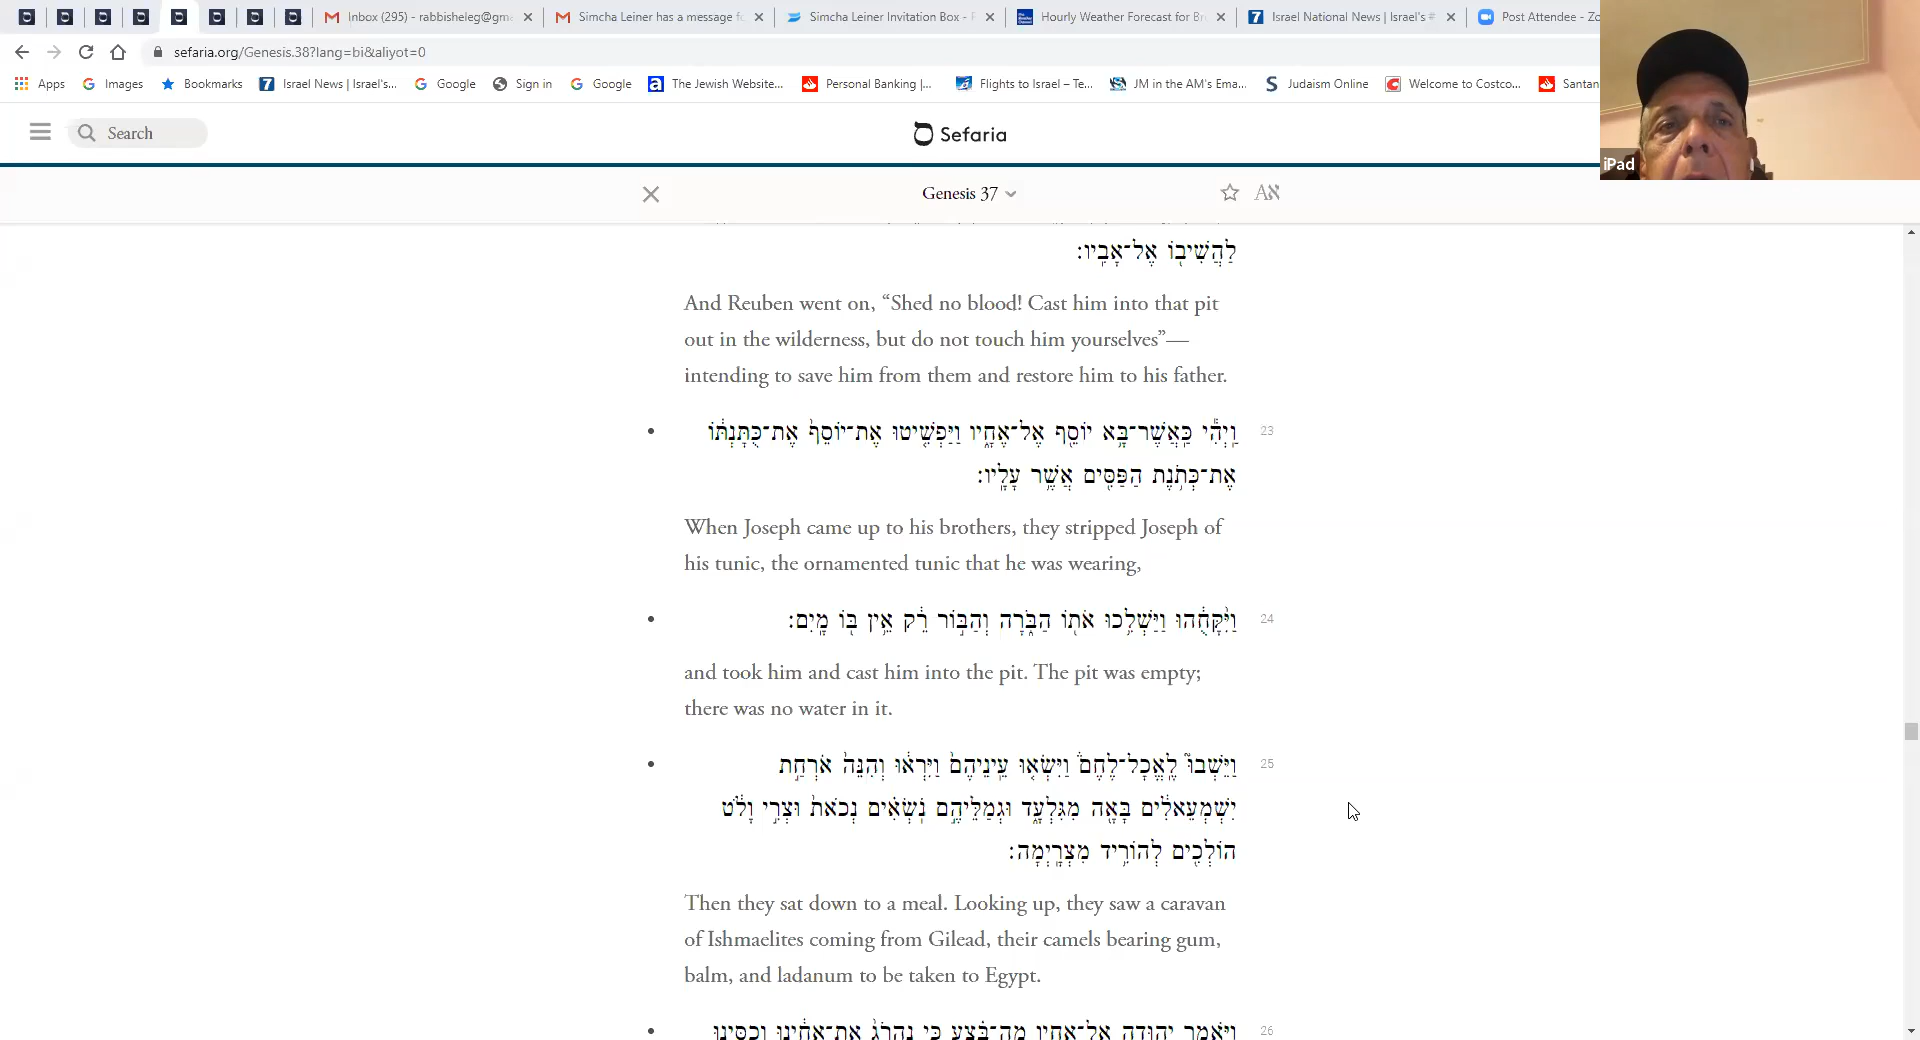 Inbox (295) - rabbisheleg@gm
Simcha Leiner has a message f
Simcha Leiner Invitation Box -
Hourly Weather Forecast for B
Israel National News | Israel's #
Post Attendee - Zo
sefaria.org/Genesis.38?lang=bi&aliyot=0
Apps Images Bookmarks Israel News | Israel's... Google Sign in Google The Jewish Website... Personal Banking |... Flights to Israel – Te... JM in the AM's Ema... Judaism Online Welcome to Costco... Santan
iPad
Search
Sefaria
Genesis 37
לַהֲשִׁיב֖וֹ אֶל־אָבִֽיו׃
And Reuben went on, “Shed no blood! Cast him into that pit
out in the wilderness, but do not touch him yourselves”—
intending to save him from them and restore him to his father.
23 וַֽיְהִ֕י כַּֽאֲשֶׁר־בָּ֥א יוֹסֵ֖ף אֶל־אֶחָ֑יו וַיַּפְשִׁ֤יטוּ אֶת־יוֹסֵף֙ אֶת־כֻּתׇּנְתּ֔וֹ
אֶת־כְּתֹ֥נֶת הַפַּסִּ֖ים אֲשֶׁ֥ר עָלָֽיו׃
When Joseph came up to his brothers, they stripped Joseph of
his tunic, the ornamented tunic that he was wearing,
24 וַיִּ֨קָּחֻ֔הוּ וַיַּשְׁלִ֥כוּ אֹת֖וֹ הַבֹּ֑רָה וְהַבּ֣וֹר רֵ֔ק אֵ֥ין בּ֖וֹ מָֽיִם׃
and took him and cast him into the pit. The pit was empty;
there was no water in it.
25 וַיֵּשְׁבוּ֮ לֶֽאֱכׇל־לֶחֶם֒ וַיִּשְׂא֤וּ עֵֽינֵיהֶם֙ וַיִּרְא֔וּ וְהִנֵּה֙ אֹרְחַ֣ת
יִשְׁמְעֵאלִ֔ים בָּאָ֖ה מִגִּלְעָ֑ד וּגְמַלֵּיהֶ֣ם נֹֽשְׂאִ֗ים נְכֹאת֙ וּצְרִ֣י וָלֹ֔ט
הוֹלְכִ֖ים לְהוֹרִ֥יד מִצְרָֽיְמָה׃
Then they sat down to a meal. Looking up, they saw a caravan
of Ishmaelites coming from Gilead, their camels bearing gum,
balm, and ladanum to be taken to Egypt.
26 וַיֹּ֥אמֶר יְהוּדָ֖ה אֶל־אֶחָ֑יו מַה־בֶּ֗צַע כִּ֤י נַהֲרֹג֙ אֶת־אָחִ֔ינוּ וְכִסִּ֖ינוּ